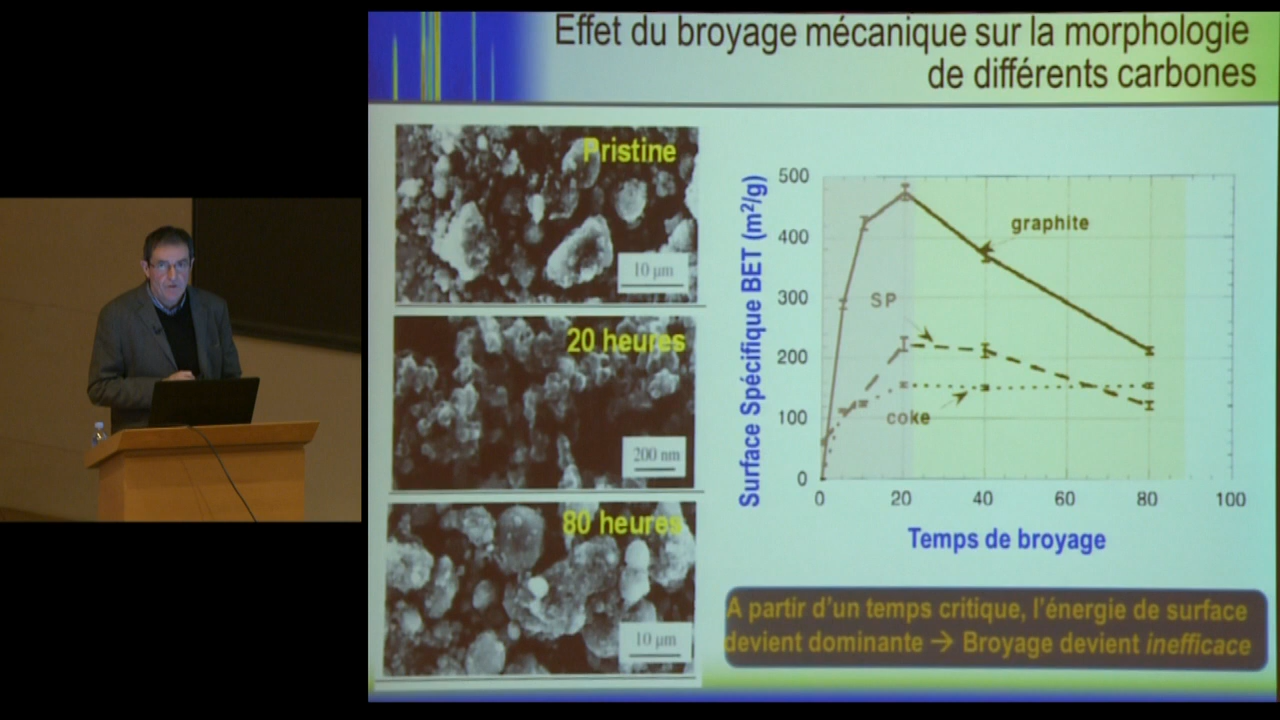 Effet du broyage mécanique sur la morphologie
de différents carbones
Pristine
10 µm
20 heures
200 nm
80 heures
10 µm
Surface Spécifique BET (m²/g)
500
400
300
200
100
0
graphite
SP
coke
0 20 40 60 80 100
Temps de broyage
A partir d'un temps critique, l'énergie de surface
devient dominante → Broyage devient inefficace